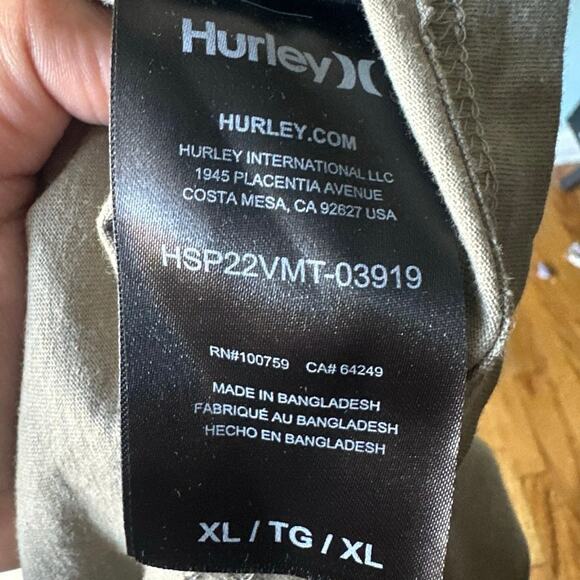 Hurley
HURLEY.COM
HURLEY INTERNATIONAL LLC
1945 PLACENTIA AVENUE
COSTA MESA, CA 92627 USA
HSP22VMT-03919
RN#100759 CA# 64249
MADE IN BANGLADESH
FABRIQUÉ AU BANGLADESH
HECHO EN BANGLADESH
XL / TG / XL